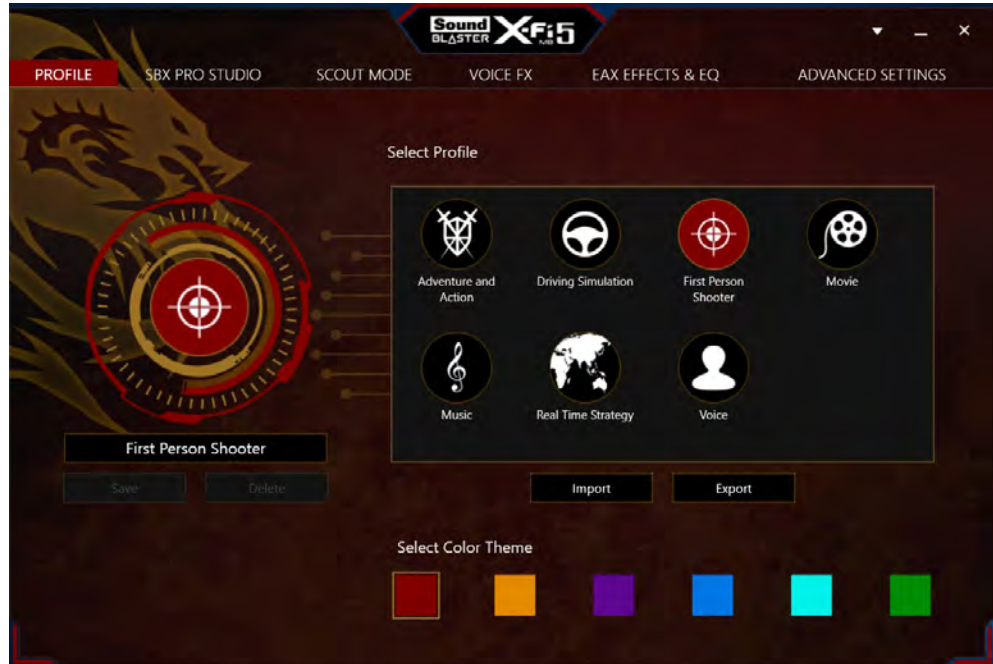 Sound
BLASTER X-Fi MB 5
PROFILE SBX PRO STUDIO SCOUT MODE VOICE FX EAX EFFECTS & EQ ADVANCED SETTINGS
Select Profile
Adventure and
Action
Driving Simulation
First Person
Shooter
Movie
Music
Real Time Strategy
Voice
First Person Shooter
Save Delete
Import Export
Select Color Theme